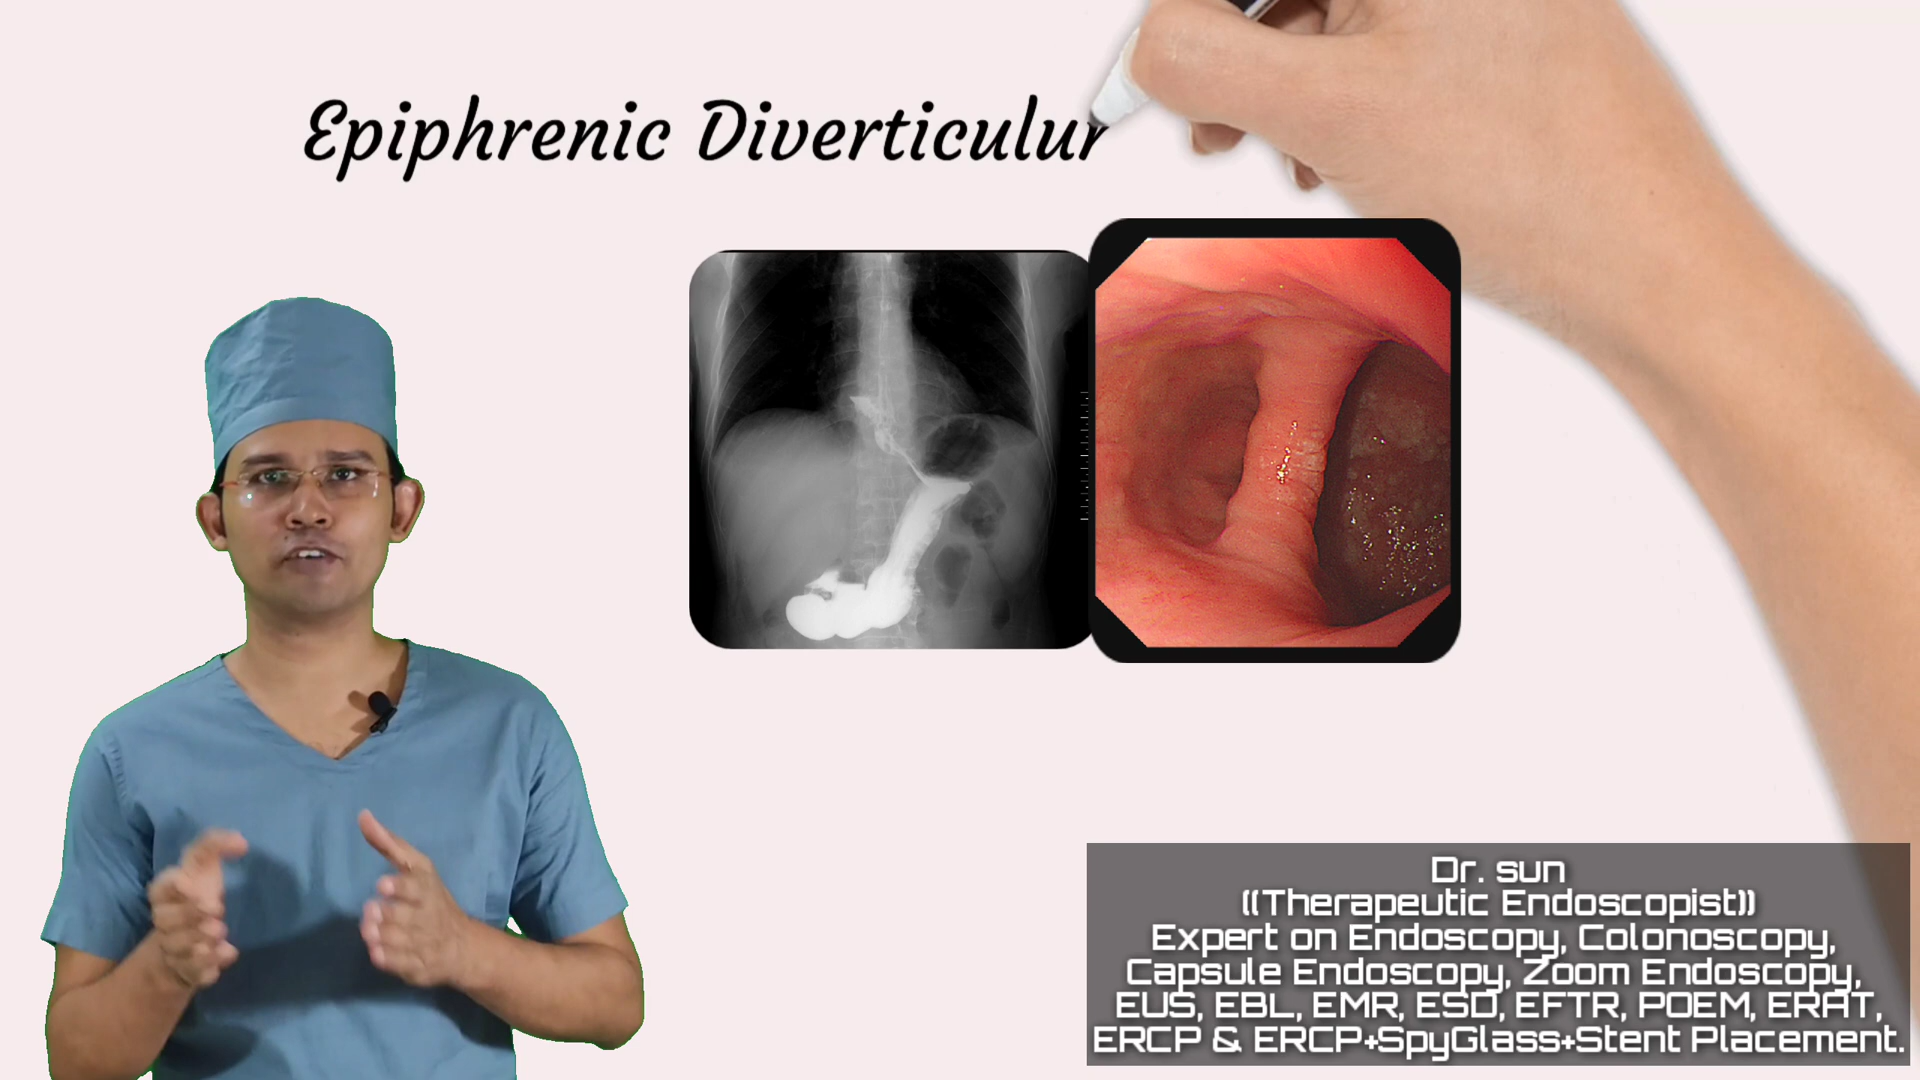 Epiphrenic Diverticulur
Dr. sun
((Therapeutic Endoscopist))
Expert on Endoscopy, Colonoscopy,
Capsule Endoscopy, Zoom Endoscopy,
EUS, EBL, EMR, ESD, EFTR, POEM, ERAT,
ERCP & ERCP+SpyGlass+Stent Placement.